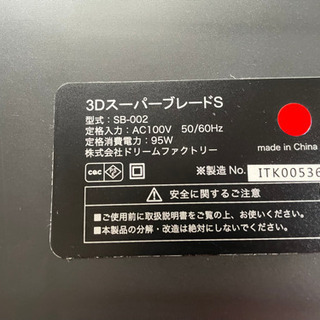 3DスーパーブレードS
型式：SB-002
定格入力：AC100V 50/60Hz
定格消費電力：95W
株式会社ドリームファクトリー
made in China
c&c
※製造 No. ITK00536
⚠ 安全に関するご注意
■ご使用前に取扱説明書をご覧の上、お使いください。
■本製品の分解・改造は絶対にしないでください。